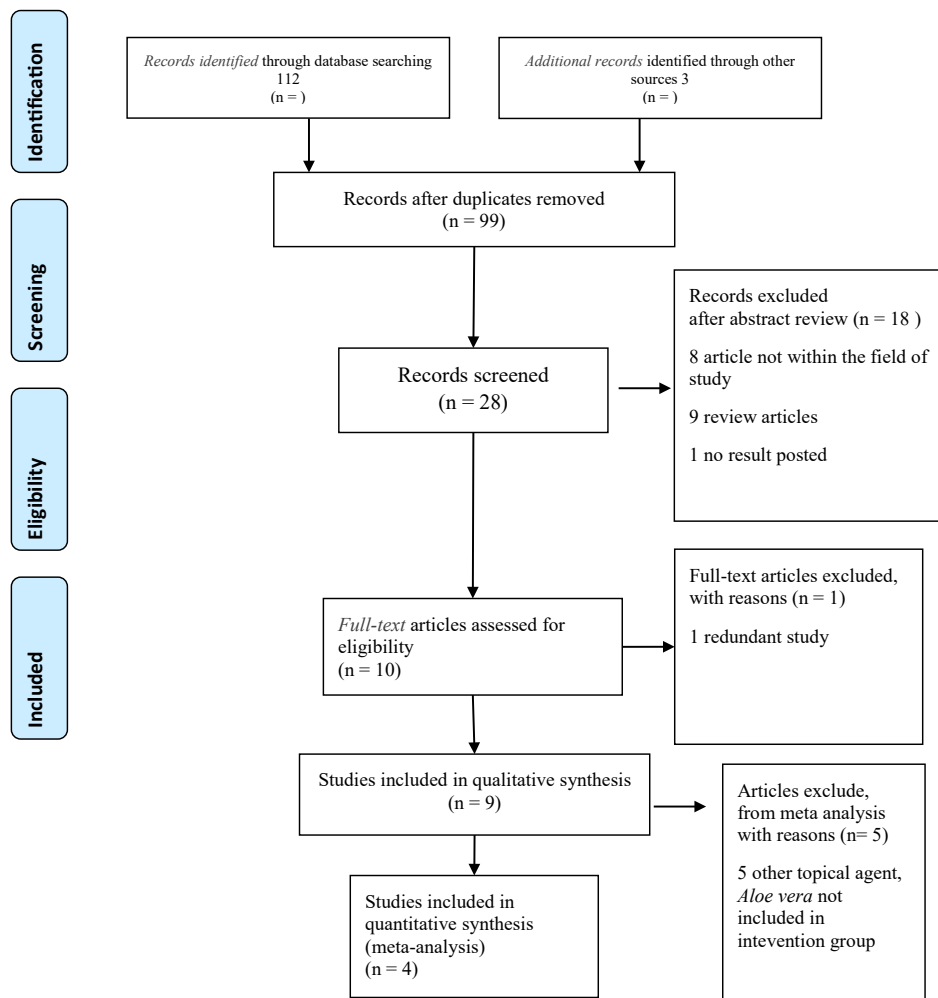 Identification
Records identified through database searching
112
(n = )
Additional records identified through other
sources 3
(n = )
Records after duplicates removed
(n = 99)
Screening
Records screened
(n = 28)
Records excluded
after abstract review (n = 18 )
8 article not within the field of
study
9 review articles
1 no result posted
Eligibility
Full-text articles assessed for
eligibility
(n = 10)
Full-text articles excluded,
with reasons (n = 1)
1 redundant study
Included
Studies included in qualitative synthesis
(n = 9)
Articles exclude,
from meta analysis
with reasons (n= 5)
5 other topical agent,
Aloe vera not
included in
intevention group
Studies included in
quantitative synthesis
(meta-analysis)
(n = 4)